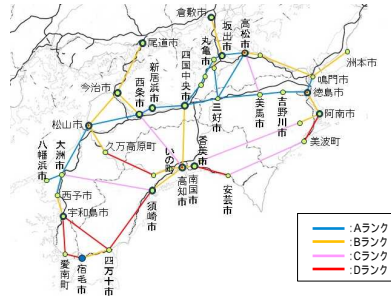 倉敷市
尾道市
坂出市
高松市
丸亀市
洲本市
鳴門市
徳島市
四国中央市
新居浜市
西条市
今治市
三好市
美馬市
吉野川市
阿南市
松山市
美波町
久万高原町
いの町
香美市
大洲市
八幡浜市
高知市
南国市
安芸市
西予市
須崎市
宇和島市
四万十市
愛南町
宿毛市
:Aランク
:Bランク
:Cランク
:Dランク